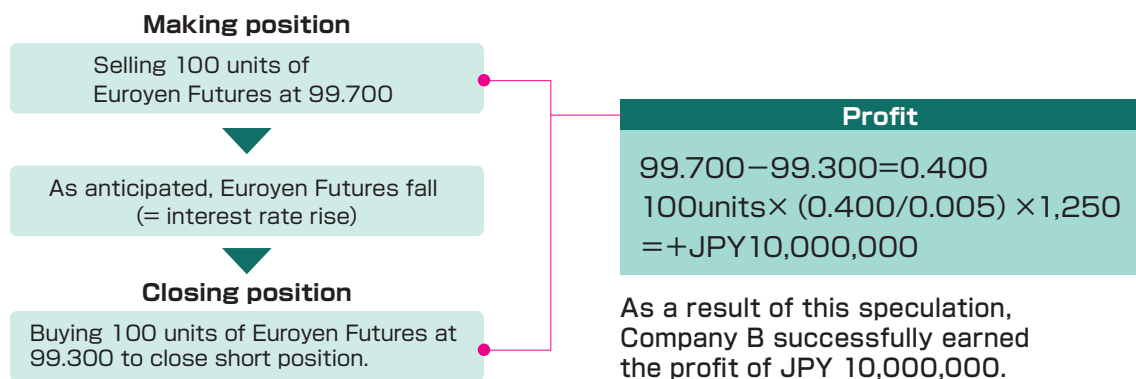 Making position
Selling 100 units of
Euroyen Futures at 99.700
As anticipated, Euroyen Futures fall
(= interest rate rise)
Closing position
Buying 100 units of Euroyen Futures at
99.300 to close short position.
Profit
99.700−99.300=0.400
100units× (0.400/0.005) ×1,250
=+JPY10,000,000
As a result of this speculation,
Company B successfully earned
the profit of JPY 10,000,000.